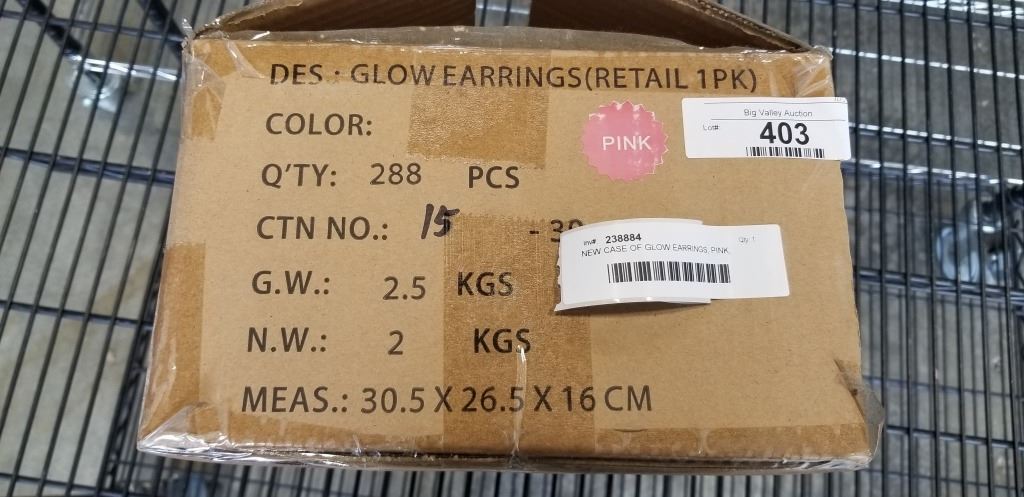 DES : GLOW EARRINGS(RETAIL 1PK)
COLOR:
PINK
Big Valley Auction
Lot#: 403
Q'TY: 288 PCS
CTN NO.: 15 - 30
Inv# 238884 Qty: 1
NEW CASE OF GLOW EARRINGS, PINK,
G.W.: 2.5 KGS
N.W.: 2 KGS
MEAS.: 30.5 X 26.5 X 16 CM